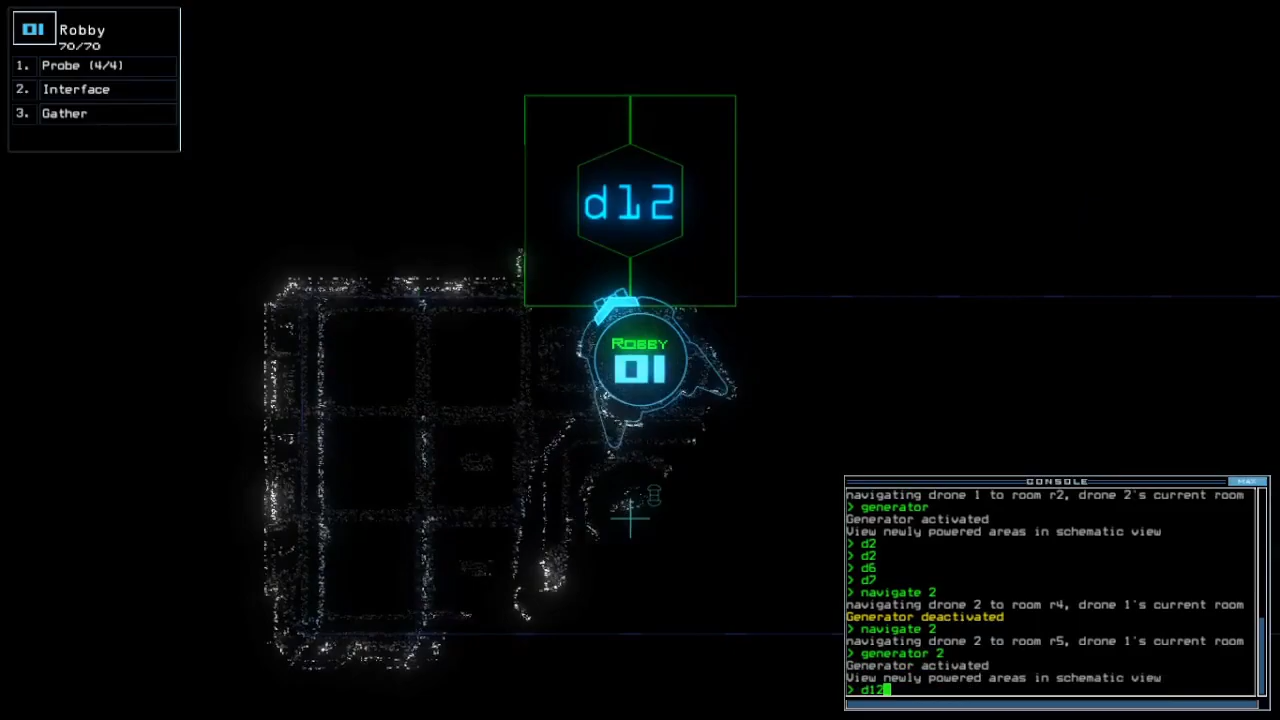 01 Robby
70/70
1. Probe (4/4)
2. Interface
3. Gather
d12
Robby
01
CONSOLE
MAX
navigating drone 1 to room r2, drone 2's current room
> generator
Generator activated
View newly powered areas in schematic view
> d2
> d2
> d6
> d7
> navigate 2
navigating drone 2 to room r4, drone 1's current room
Generator deactivated
> navigate 2
navigating drone 2 to room r5, drone 1's current room
> generator 2
Generator activated
View newly powered areas in schematic view
> d12